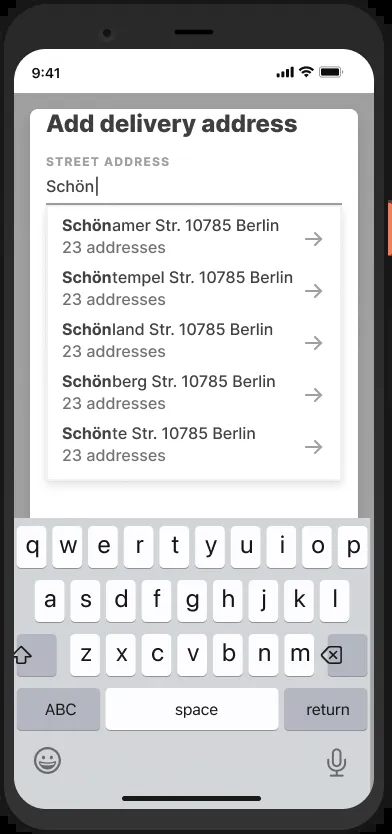 9:41
Add delivery address
STREET ADDRESS
Schön
Schönamer Str. 10785 Berlin
23 addresses
Schöntempel Str. 10785 Berlin
23 addresses
Schönland Str. 10785 Berlin
23 addresses
Schönberg Str. 10785 Berlin
23 addresses
Schönte Str. 10785 Berlin
23 addresses
q w e r t y u i o p
a s d f g h j k l
z x c v b n m
ABC space return